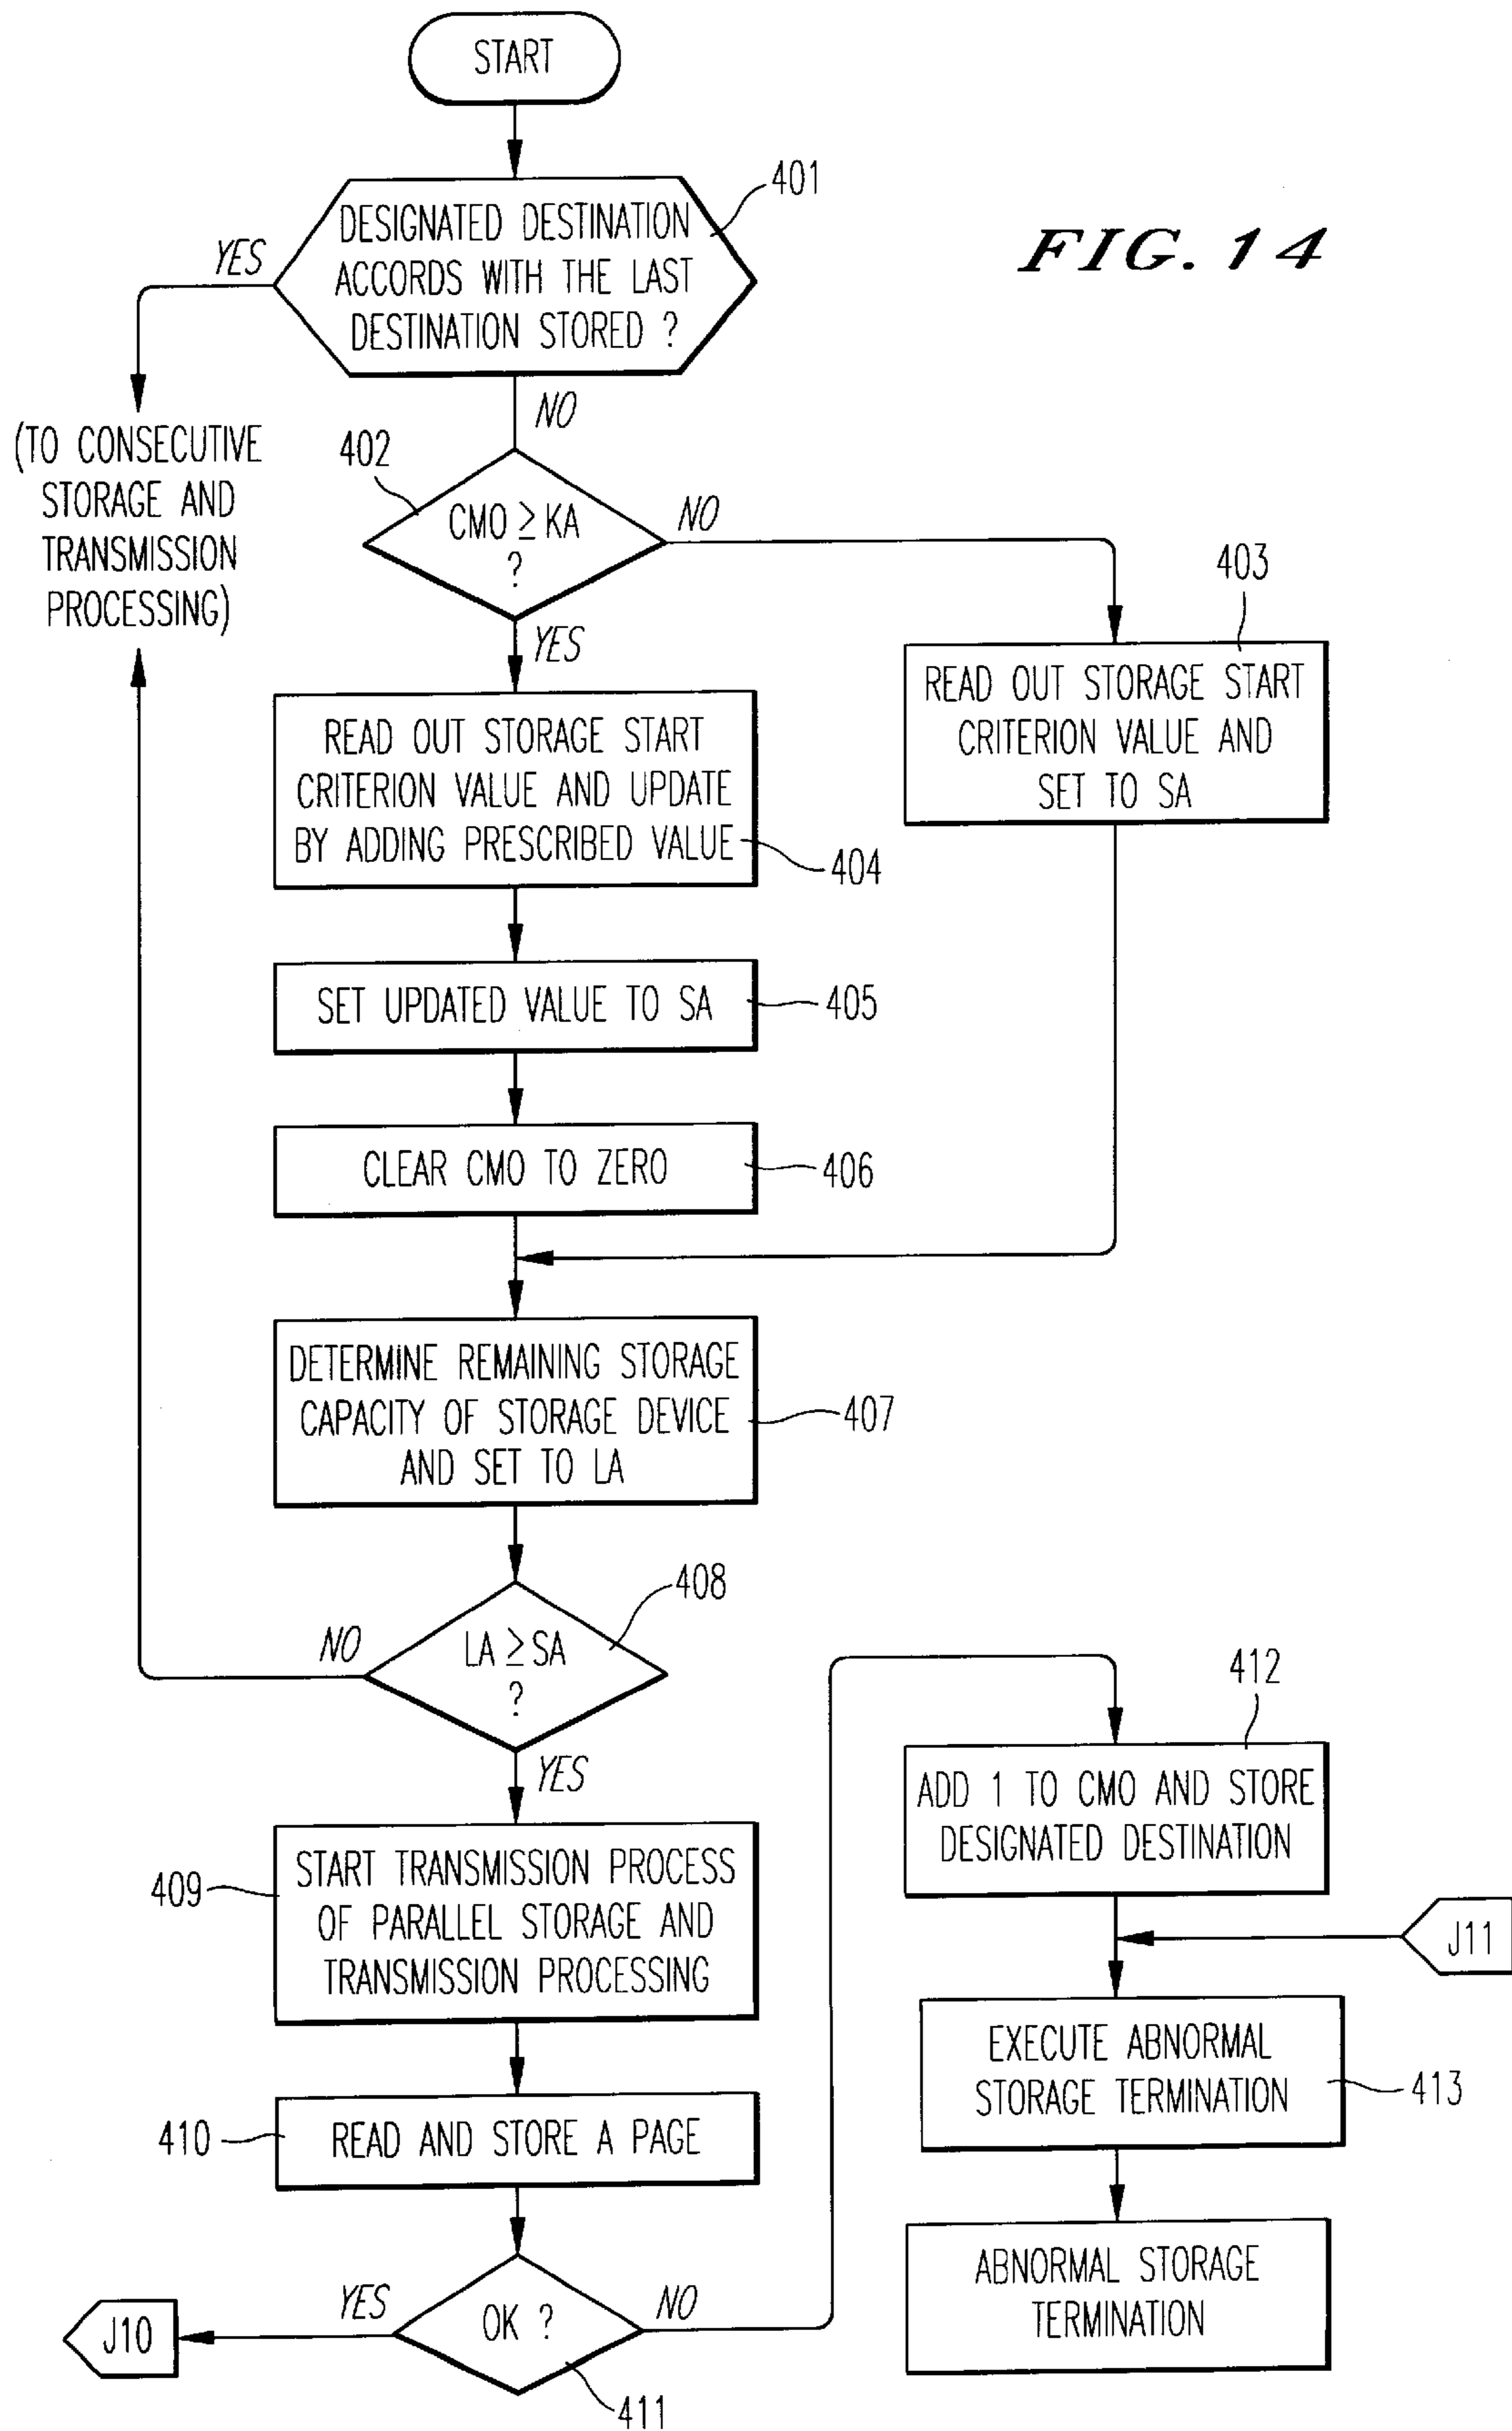 START
401
DESIGNATED DESTINATION
ACCORDS WITH THE LAST
DESTINATION STORED ?
FIG. 14
YES
NO
(TO CONSECUTIVE
STORAGE AND
TRANSMISSION
PROCESSING)
402
CMO ≥ KA
?
NO
YES
403
READ OUT STORAGE START
CRITERION VALUE AND
SET TO SA
READ OUT STORAGE START
CRITERION VALUE AND UPDATE
BY ADDING PRESCRIBED VALUE
404
SET UPDATED VALUE TO SA
405
CLEAR CMO TO ZERO
406
DETERMINE REMAINING STORAGE
CAPACITY OF STORAGE DEVICE
AND SET TO LA
407
408
LA ≥ SA
?
NO
YES
409
START TRANSMISSION PROCESS
OF PARALLEL STORAGE AND
TRANSMISSION PROCESSING
410
READ AND STORE A PAGE
OK ?
411
YES
J10
NO
412
ADD 1 TO CMO AND STORE
DESIGNATED DESTINATION
J11
EXECUTE ABNORMAL
STORAGE TERMINATION
413
ABNORMAL STORAGE
TERMINATION